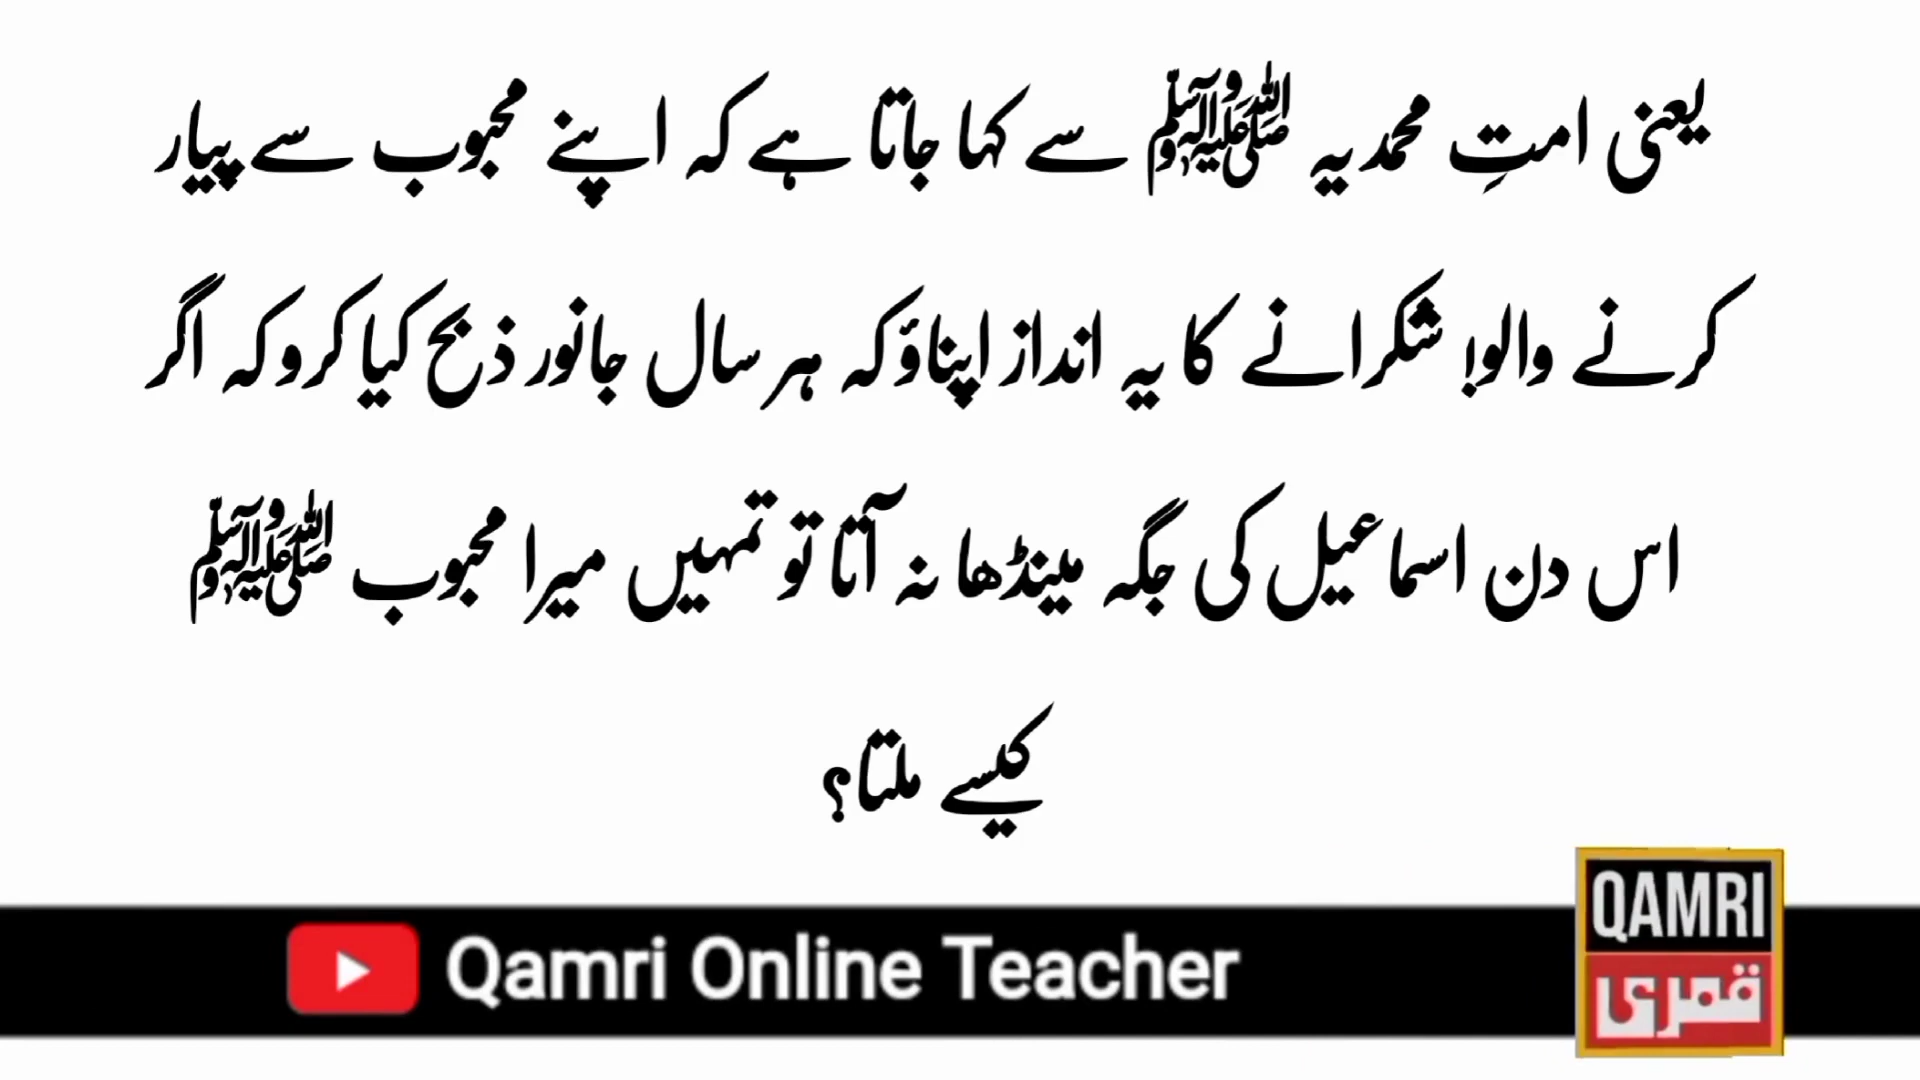 یعنی امتِ محمدیہ ﷺ سے کہا جاتا ہے کہ اپنے محبوب سے پیار
کرنے والو! شکرانے کا یہ انداز اپناؤ کہ ہر سال جانور ذبح کیا کرو کہ اگر
اس دن اسماعیل کی جگہ مینڈھا نہ آتا تو تمہیں میرا محبوب ﷺ
کیسے ملتا؟
Qamri Online Teacher
QAMRI
قمری